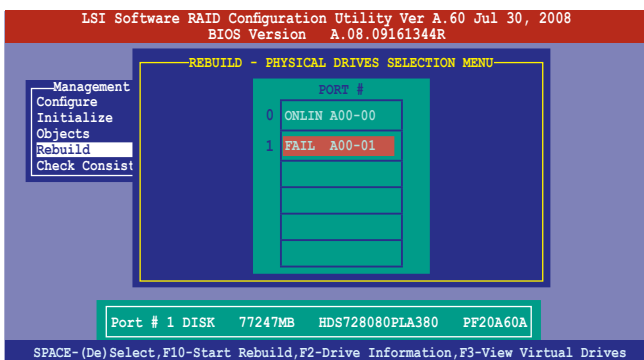 LSI Software RAID Configuration Utility Ver A.60 Jul 30, 2008
BIOS Version A.08.09161344R
REBUILD - PHYSICAL DRIVES SELECTION MENU
Management
Configure
Initialize
Objects
Rebuild
Check Consist
PORT #
0 ONLIN A00-00
1 FAIL A00-01
Port # 1 DISK 77247MB HDS728080PLA380 PF20A60A
SPACE-(De)Select,F10-Start Rebuild,F2-Drive Information,F3-View Virtual Drives